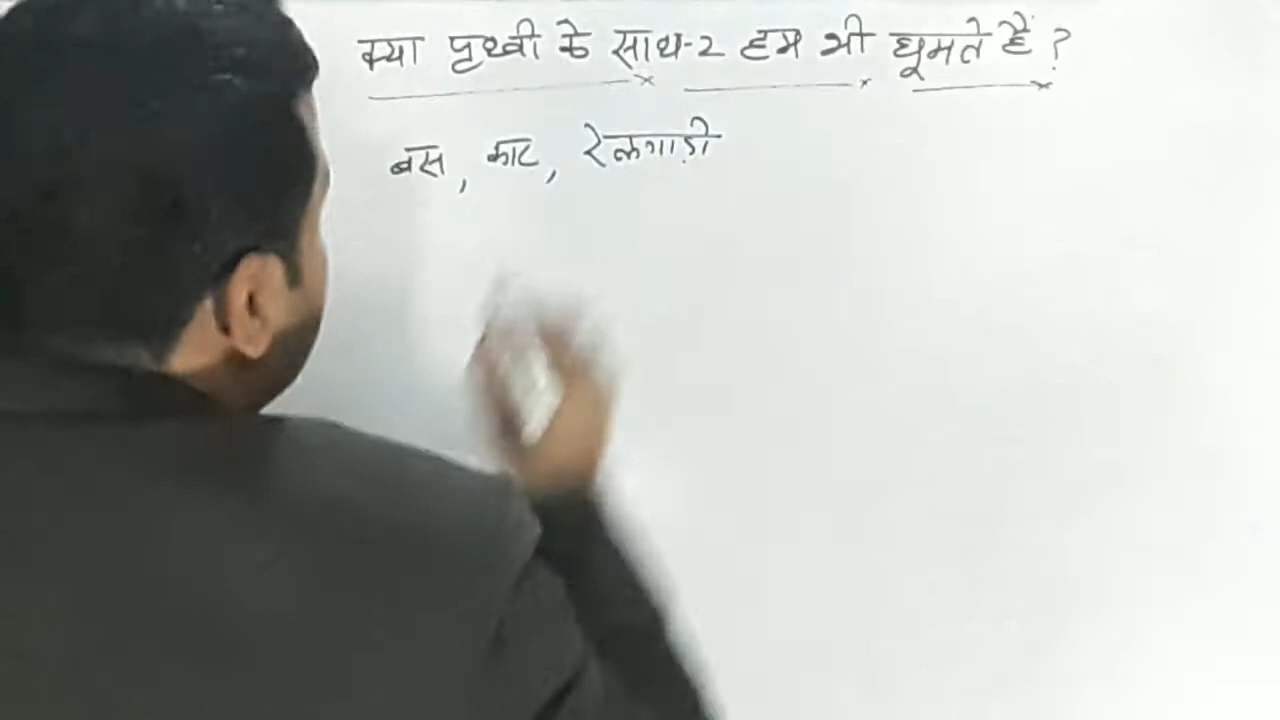 क्या पृथ्वी के साथ-2 हम भी घूमते है ?
बस, कार, रेलगाड़ी